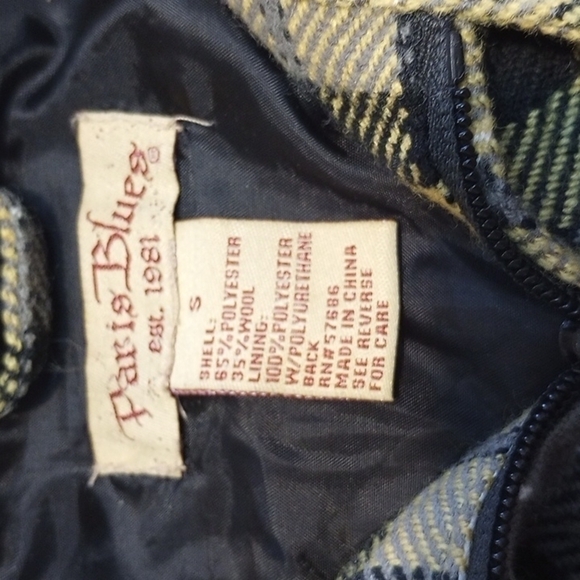 Paris Blues®
est. 1981
S
SHELL:
65%POLYESTER
35%WOOL
LINING:
100%POLYESTER
W/POLYURETHANE
BACK
RN#57686
MADE IN CHINA
SEE REVERSE
FOR CARE